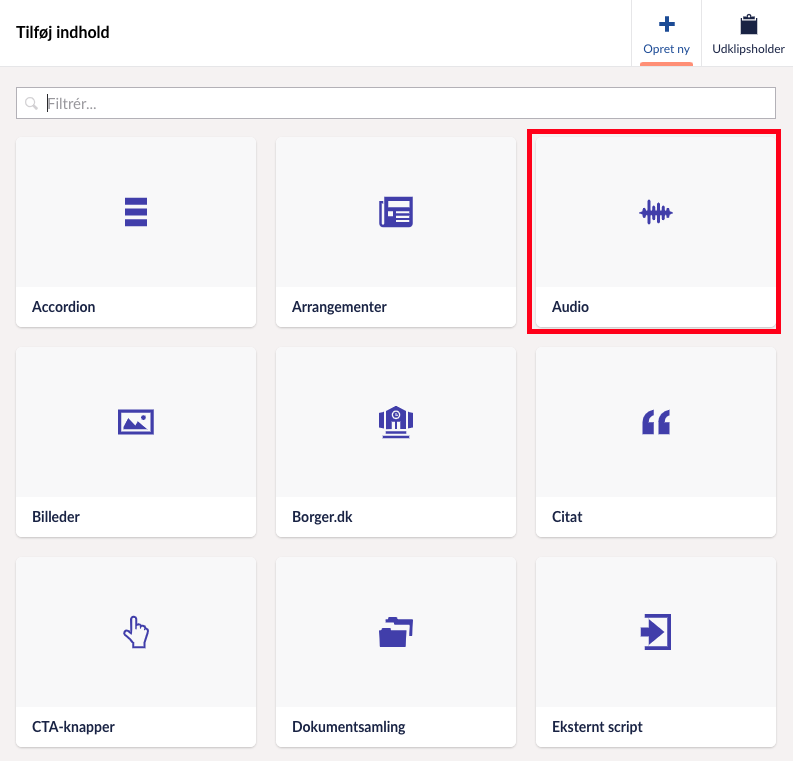 Tilføj indhold
Opret ny
Udklipsholder
Filtrér...
Accordion
Arrangementer
Audio
Billeder
Borger.dk
Citat
CTA-knapper
Dokumentsamling
Eksternt script